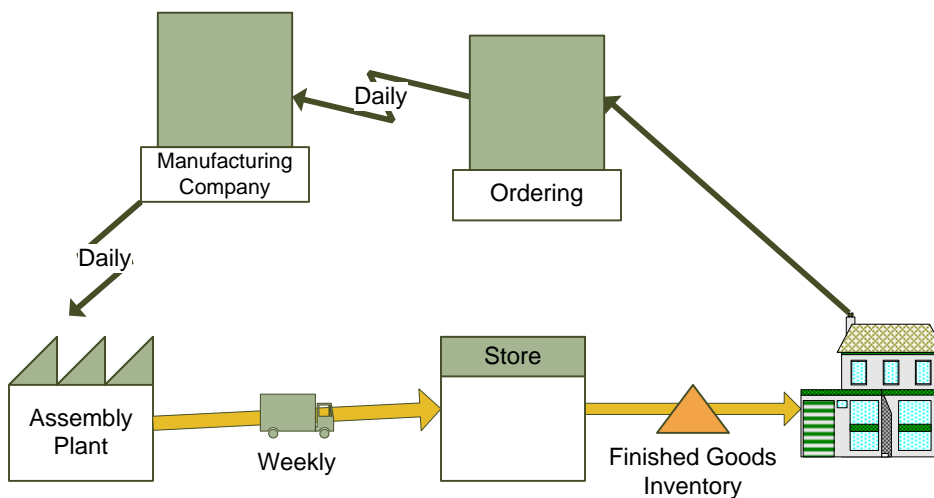 Daily
Manufacturing
Company
Ordering
Daily
Store
Assembly
Plant
Weekly
Finished Goods
Inventory